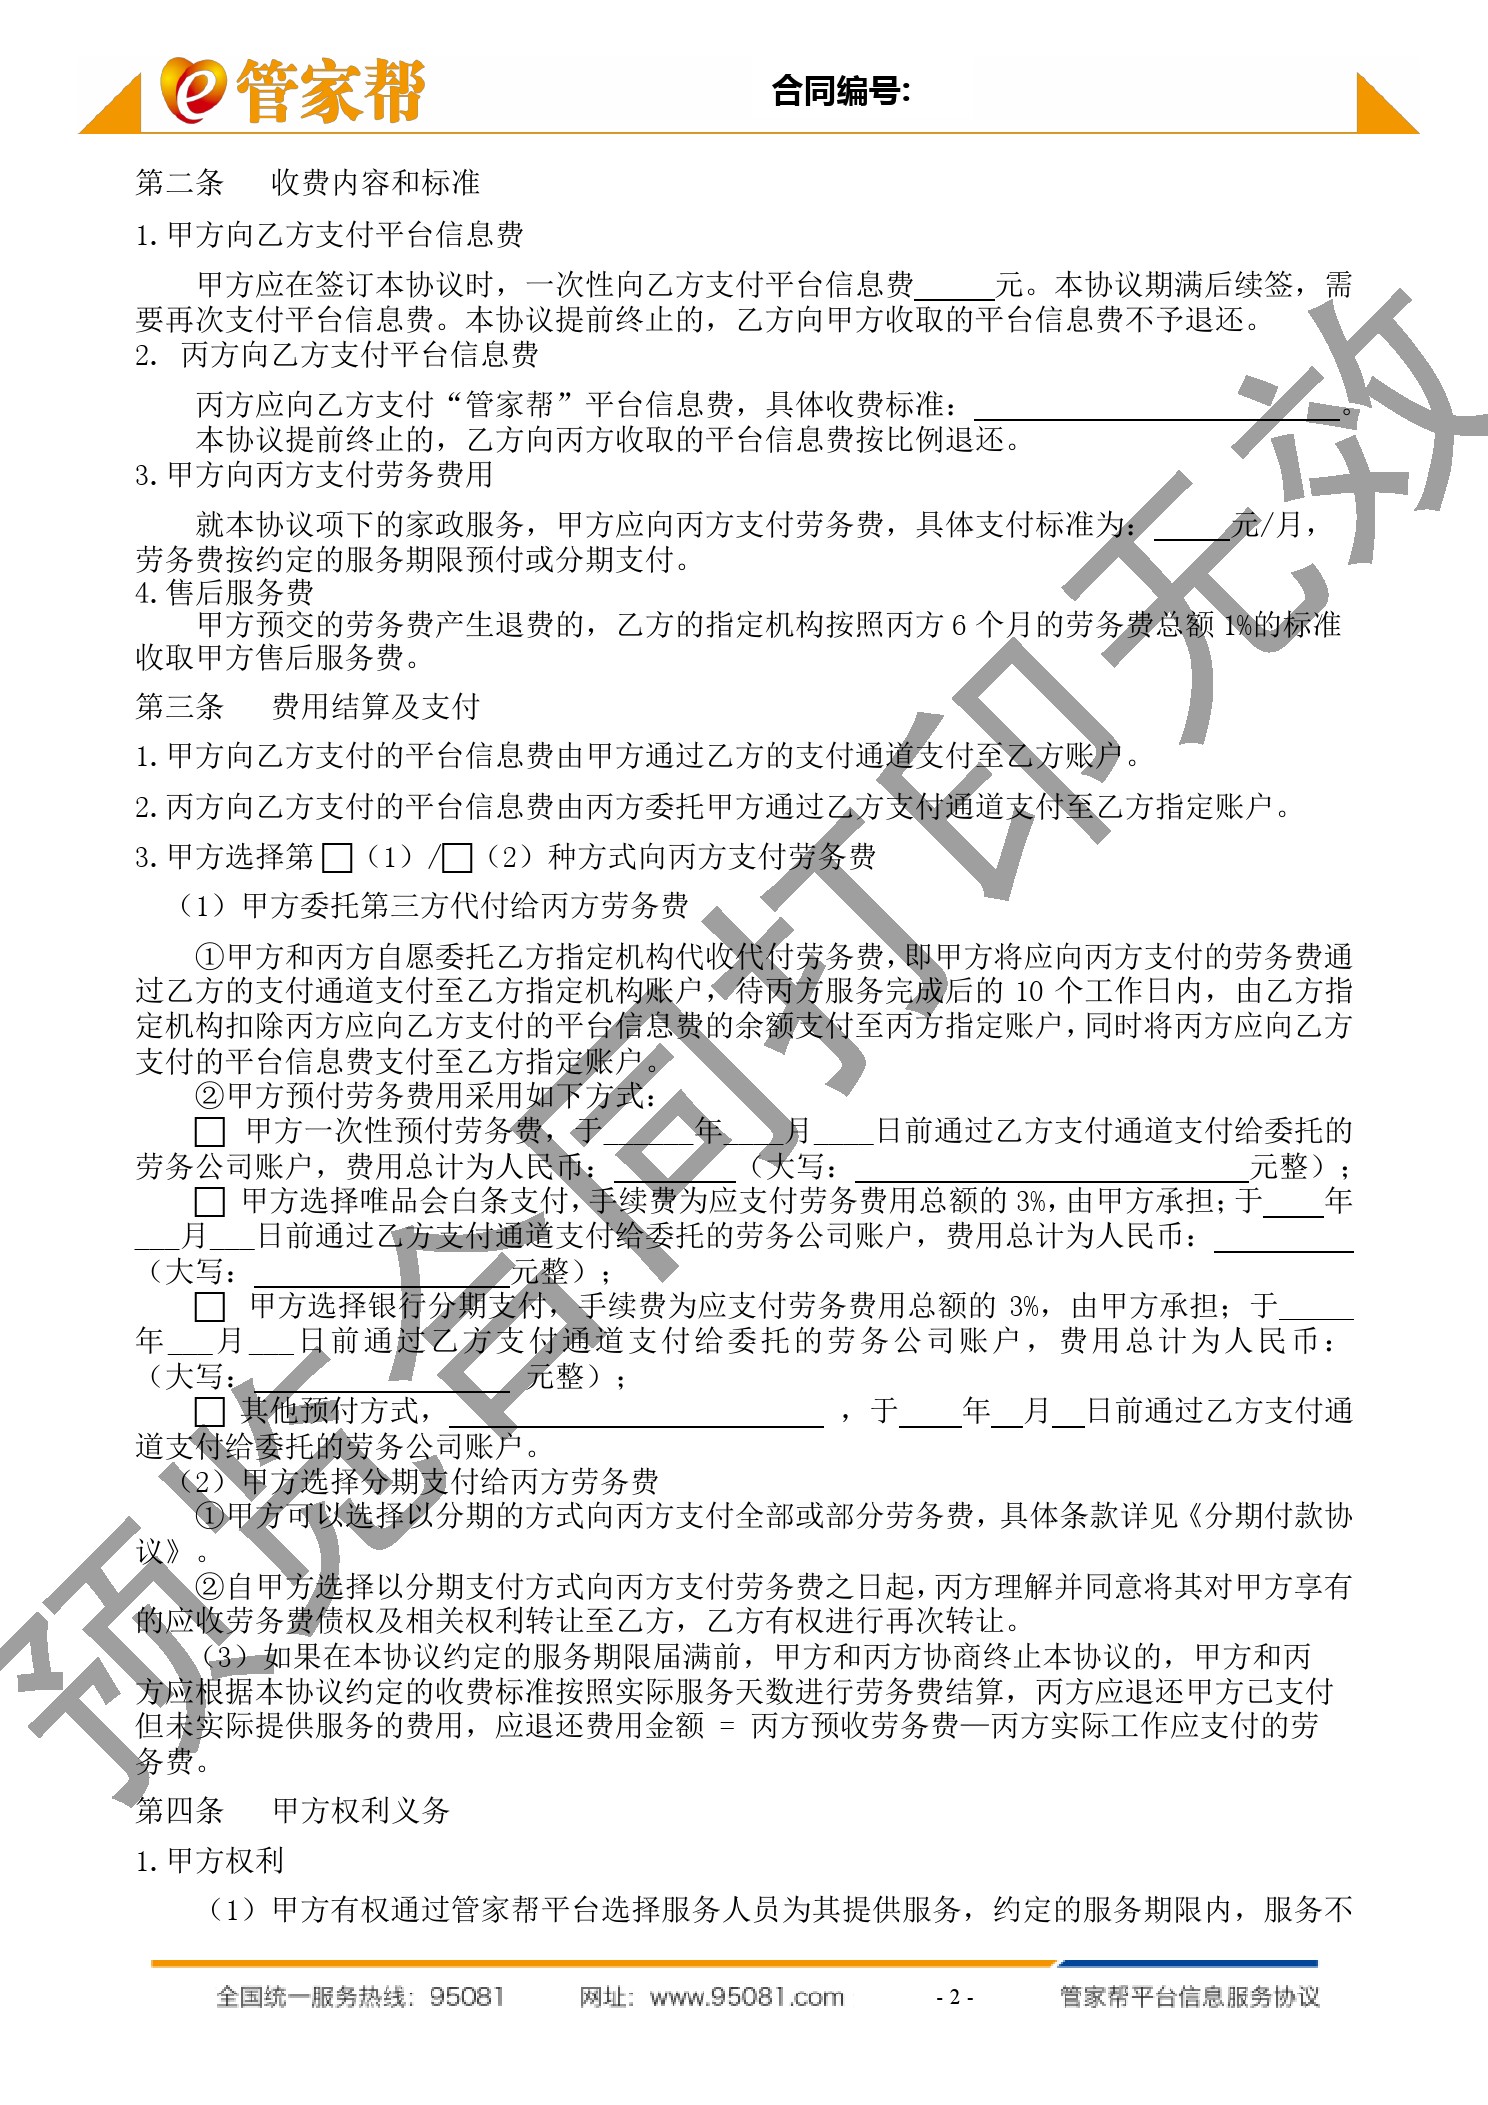 管家帮
合同编号:
第二条 收费内容和标准
1.甲方向乙方支付平台信息费
甲方应在签订本协议时，一次性向乙方支付平台信息费_____元。本协议期满后续签，需
要再次支付平台信息费。本协议提前终止的，乙方向甲方收取的平台信息费不予退还。
2. 丙方向乙方支付平台信息费
丙方应向乙方支付“管家帮”平台信息费，具体收费标准：________________________。
本协议提前终止的，乙方向丙方收取的平台信息费按比例退还。
3.甲方向丙方支付劳务费用
就本协议项下的家政服务，甲方应向丙方支付劳务费，具体支付标准为：_____元/月，
劳务费按约定的服务期限预付或分期支付。
4.售后服务费
甲方预交的劳务费产生退费的，乙方的指定机构按照丙方 6 个月的劳务费总额 1%的标准
收取甲方售后服务费。
第三条 费用结算及支付
1.甲方向乙方支付的平台信息费由甲方通过乙方的支付通道支付至乙方账户。
2.丙方向乙方支付的平台信息费由丙方委托甲方通过乙方支付通道支付至乙方指定账户。
3.甲方选择第 □（1）/□（2）种方式向丙方支付劳务费
（1）甲方委托第三方代付给丙方劳务费
①甲方和丙方自愿委托乙方指定机构代收代付劳务费，即甲方将应向丙方支付的劳务费通
过乙方的支付通道支付至乙方指定机构账户，待丙方服务完成后的 10 个工作日内，由乙方指
定机构扣除丙方应向乙方支付的平台信息费的余额支付至丙方指定账户，同时将丙方应向乙方
支付的平台信息费支付至乙方指定账户。
②甲方预付劳务费用采用如下方式：
□ 甲方一次性预付劳务费，于______年____月____日前通过乙方支付通道支付给委托的
劳务公司账户，费用总计为人民币：________（大写：__________________________元整）；
□ 甲方选择唯品会白条支付，手续费为应支付劳务费用总额的 3%，由甲方承担；于____年
___月___日前通过乙方支付通道支付给委托的劳务公司账户，费用总计为人民币：_________
（大写：_________________元整）；
□ 甲方选择银行分期支付，手续费为应支付劳务费用总额的 3%，由甲方承担；于_____
年___月___日前通过乙方支付通道支付给委托的劳务公司账户，费用总计为人民币：
（大写：_________________ 元整）；
□ 其他预付方式，_________________________ ，于____年__月__日前通过乙方支付通
道支付给委托的劳务公司账户。
（2）甲方选择分期支付给丙方劳务费
①甲方可以选择以分期的方式向丙方支付全部或部分劳务费，具体条款详见《分期付款协
议》。
②自甲方选择以分期支付方式向丙方支付劳务费之日起，丙方理解并同意将其对甲方享有
的应收劳务费债权及相关权利转让至乙方，乙方有权进行再次转让。
（3）如果在本协议约定的服务期限届满前，甲方和丙方协商终止本协议的，甲方和丙
方应根据本协议约定的收费标准按照实际服务天数进行劳务费结算，丙方应退还甲方已支付
但未实际提供服务的费用，应退还费用金额 = 丙方预收劳务费—丙方实际工作应支付的劳
务费。
第四条 甲方权利义务
1.甲方权利
（1）甲方有权通过管家帮平台选择服务人员为其提供服务，约定的服务期限内，服务不
全国统一服务热线：95081 网址：www.95081.com - 2 - 管家帮平台信息服务协议
预览合同打印无效